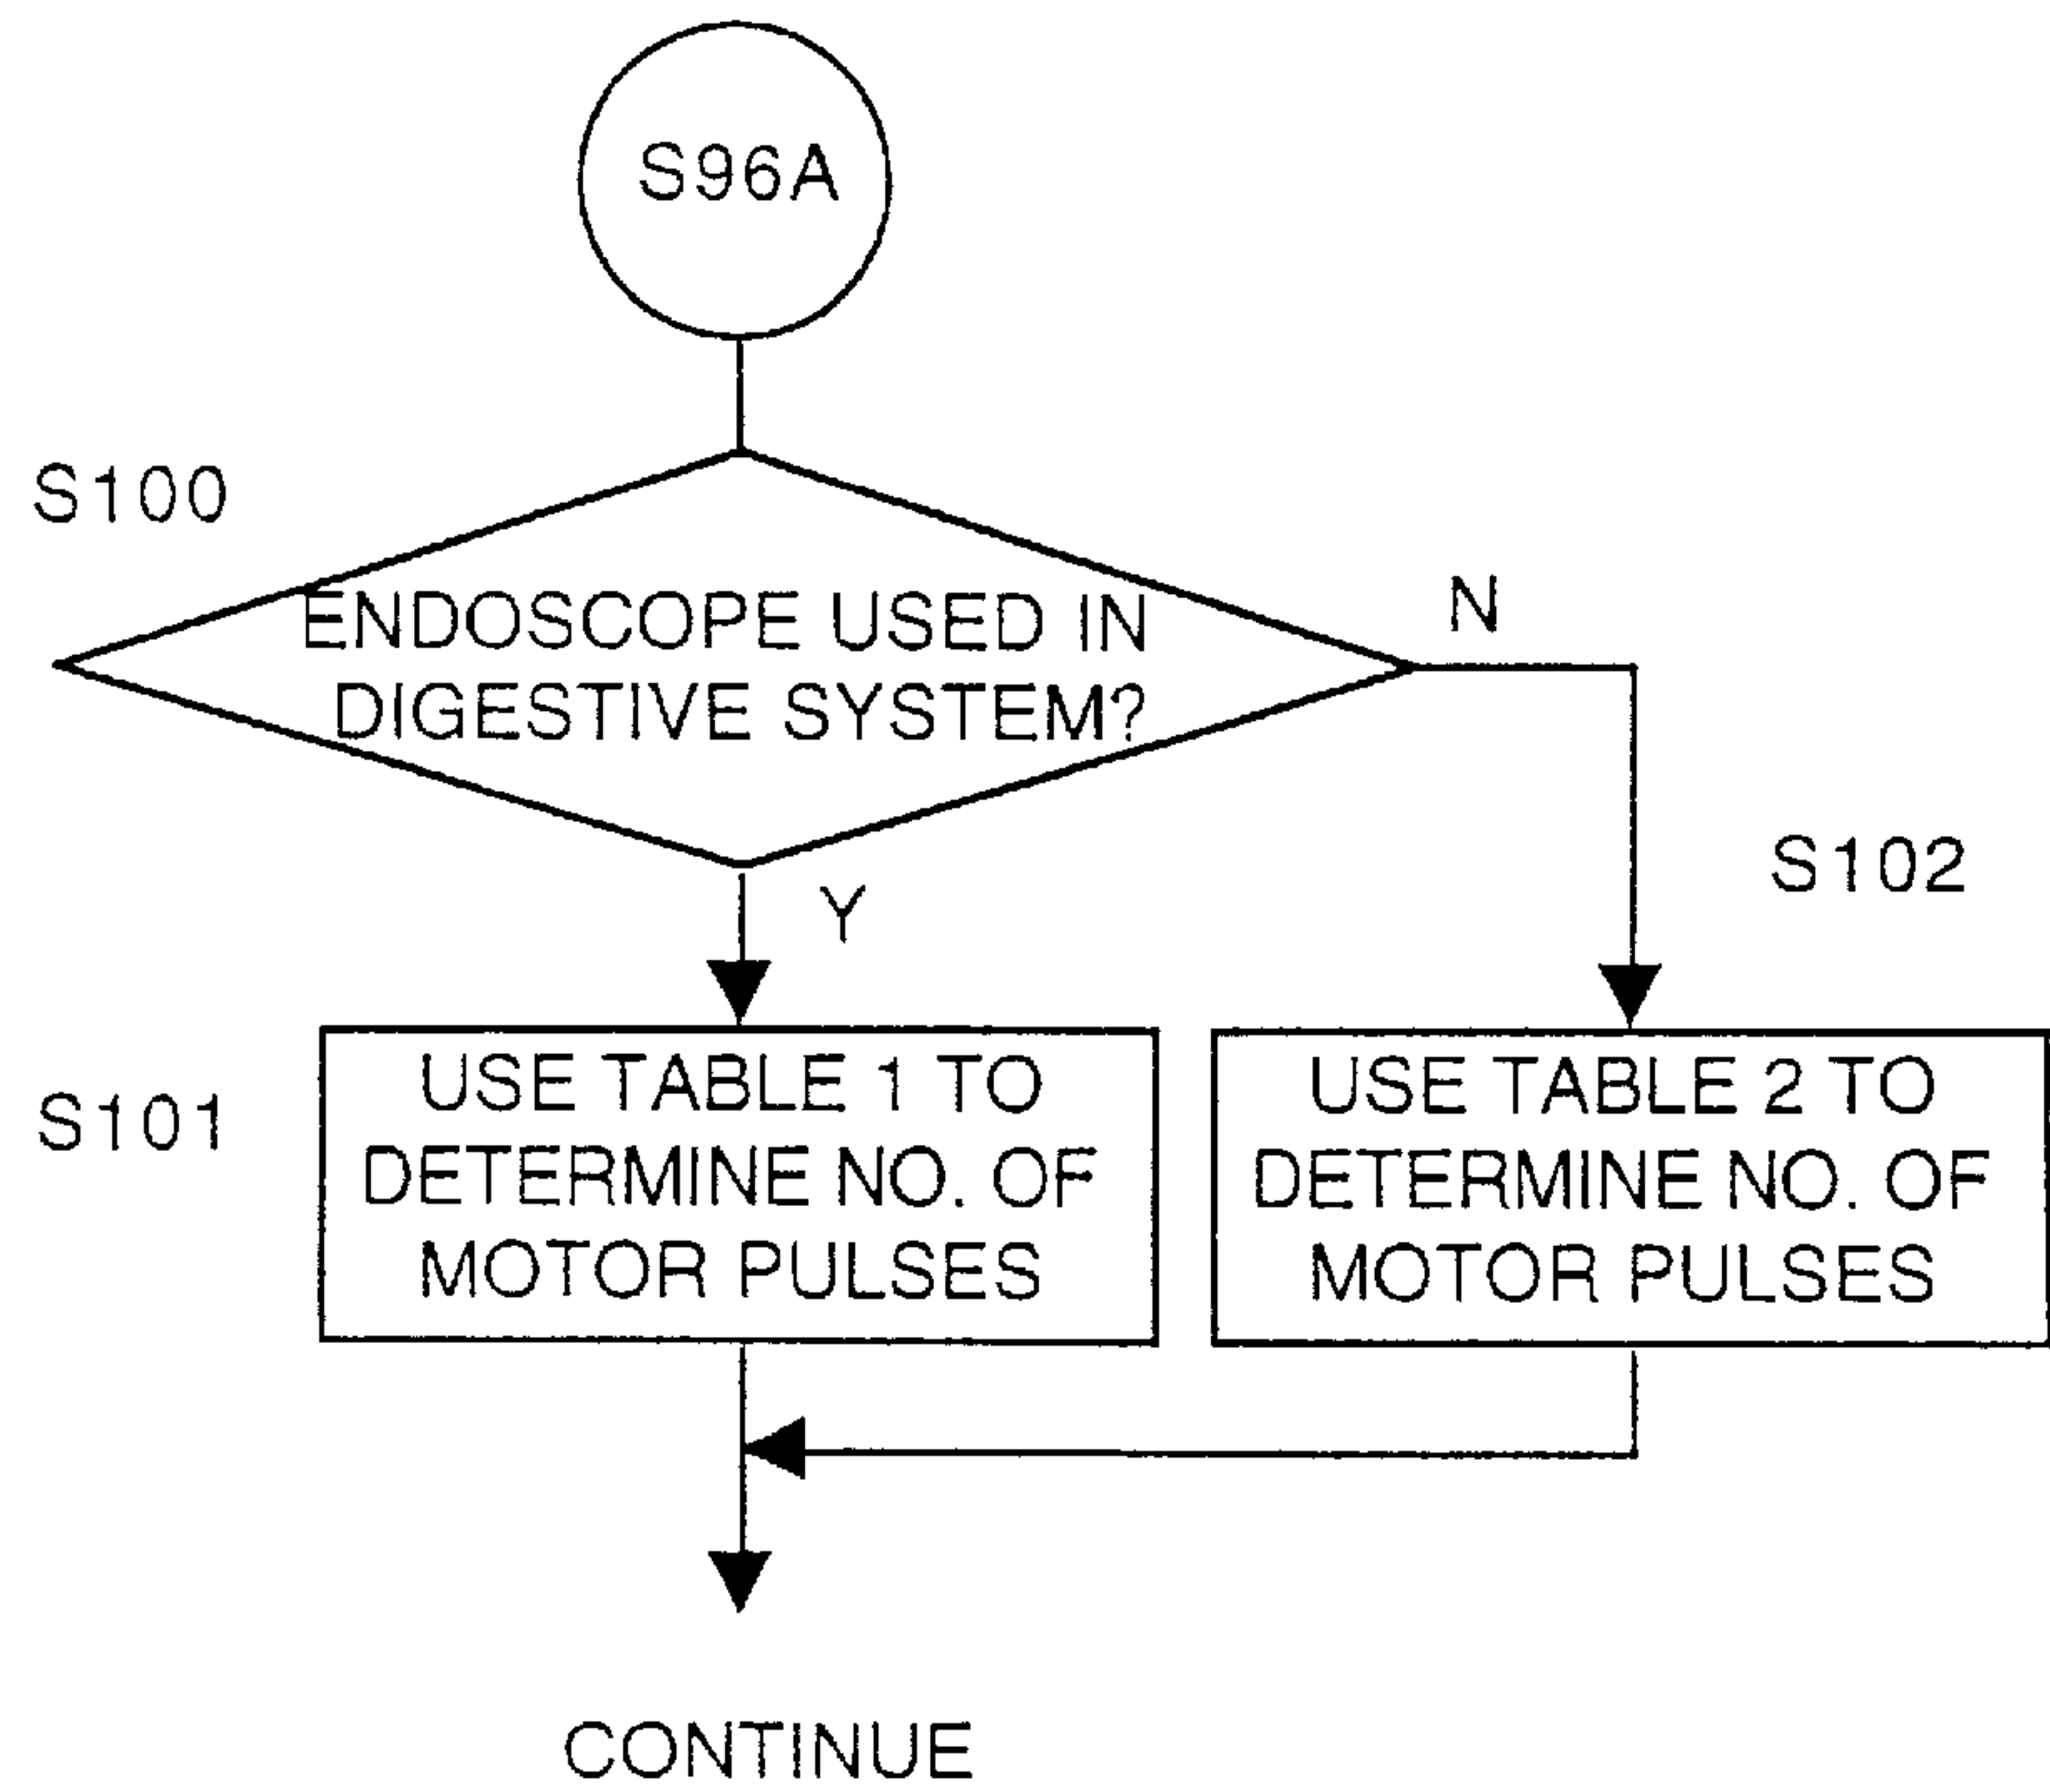 S96A
S100
ENDOSCOPE USED IN
DIGESTIVE SYSTEM?
N
Y
S101
USE TABLE 1 TO
DETERMINE NO. OF
MOTOR PULSES
S102
USE TABLE 2 TO
DETERMINE NO. OF
MOTOR PULSES
CONTINUE